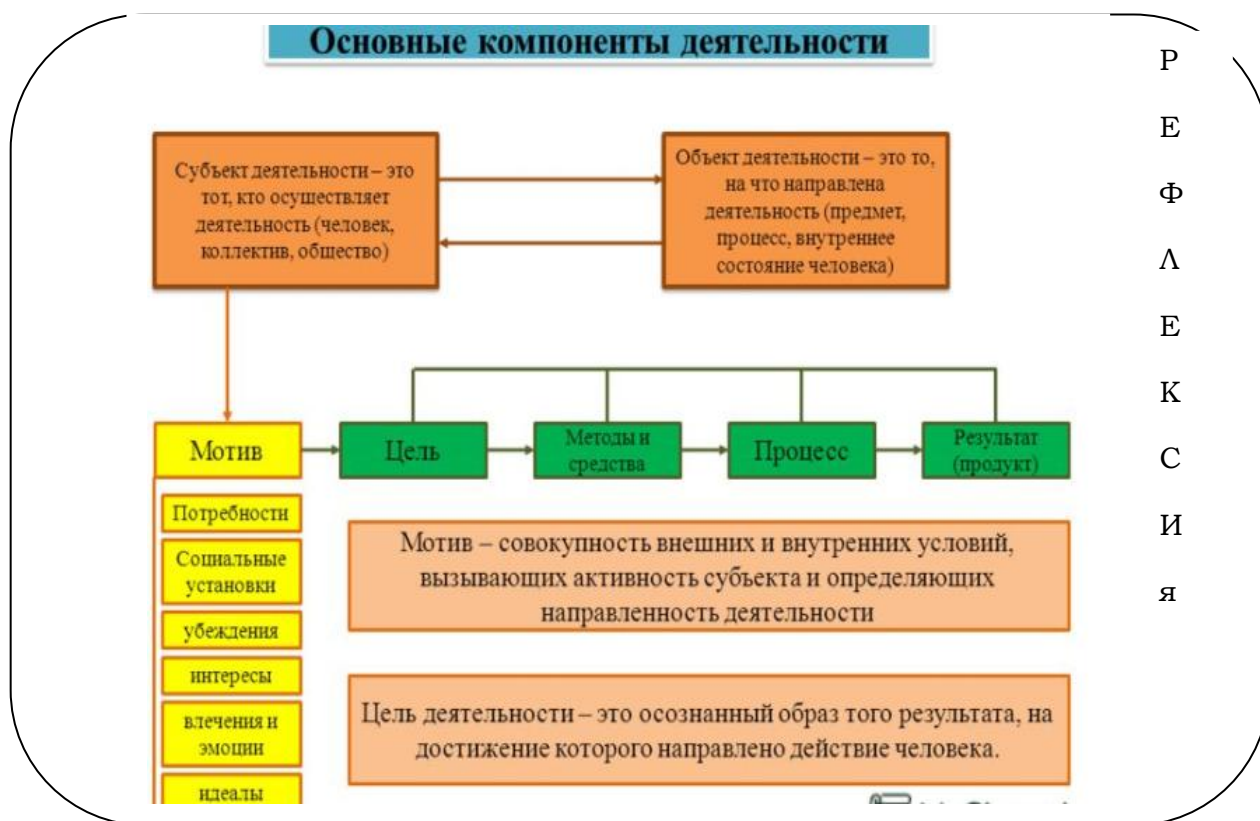 Основные компоненты деятельности
Субъект деятельности – это
тот, кто осуществляет
деятельность (человек,
коллектив, общество)
Объект деятельности – это то,
на что направлена
деятельность (предмет,
процесс, внутреннее
состояние человека)
Мотив
Цель
Методы и
средства
Процесс
Результат
(продукт)
Потребности
Социальные
установки
убеждения
интересы
влечения и
эмоции
идеалы
Мотив – совокупность внешних и внутренних условий,
вызывающих активность субъекта и определяющих
направленность деятельности
Цель деятельности – это осознанный образ того результата, на
достижение которого направлено действие человека.
Р
Е
Ф
Л
Е
К
С
И
я